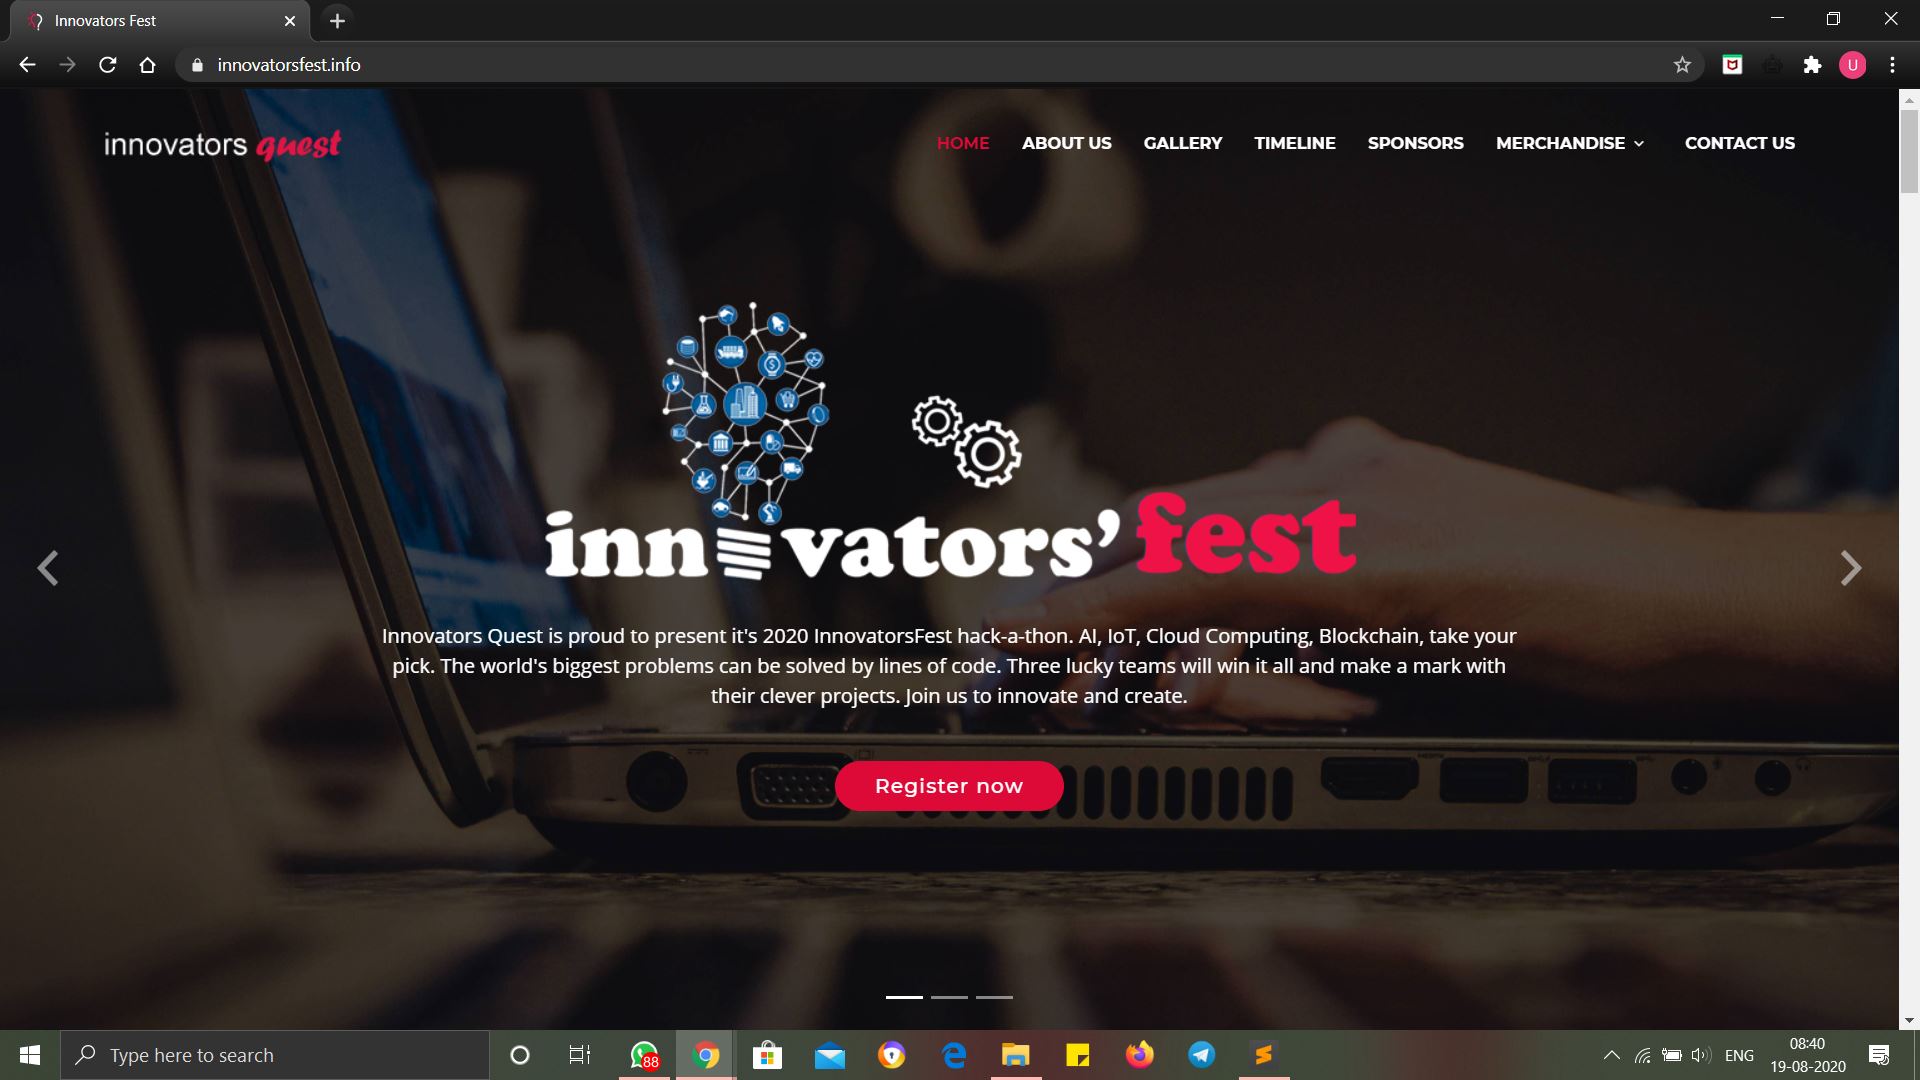 Innovators Fest
innovatorsfest.info
U
innovators quest
HOME ABOUT US GALLERY TIMELINE SPONSORS MERCHANDISE CONTACT US
innovators' fest
Innovators Quest is proud to present it's 2020 InnovatorsFest hack-a-thon. AI, IoT, Cloud Computing, Blockchain, take your
pick. The world's biggest problems can be solved by lines of code. Three lucky teams will win it all and make a mark with
their clever projects. Join us to innovate and create.
Register now
Type here to search
88
ENG
08:40
19-08-2020